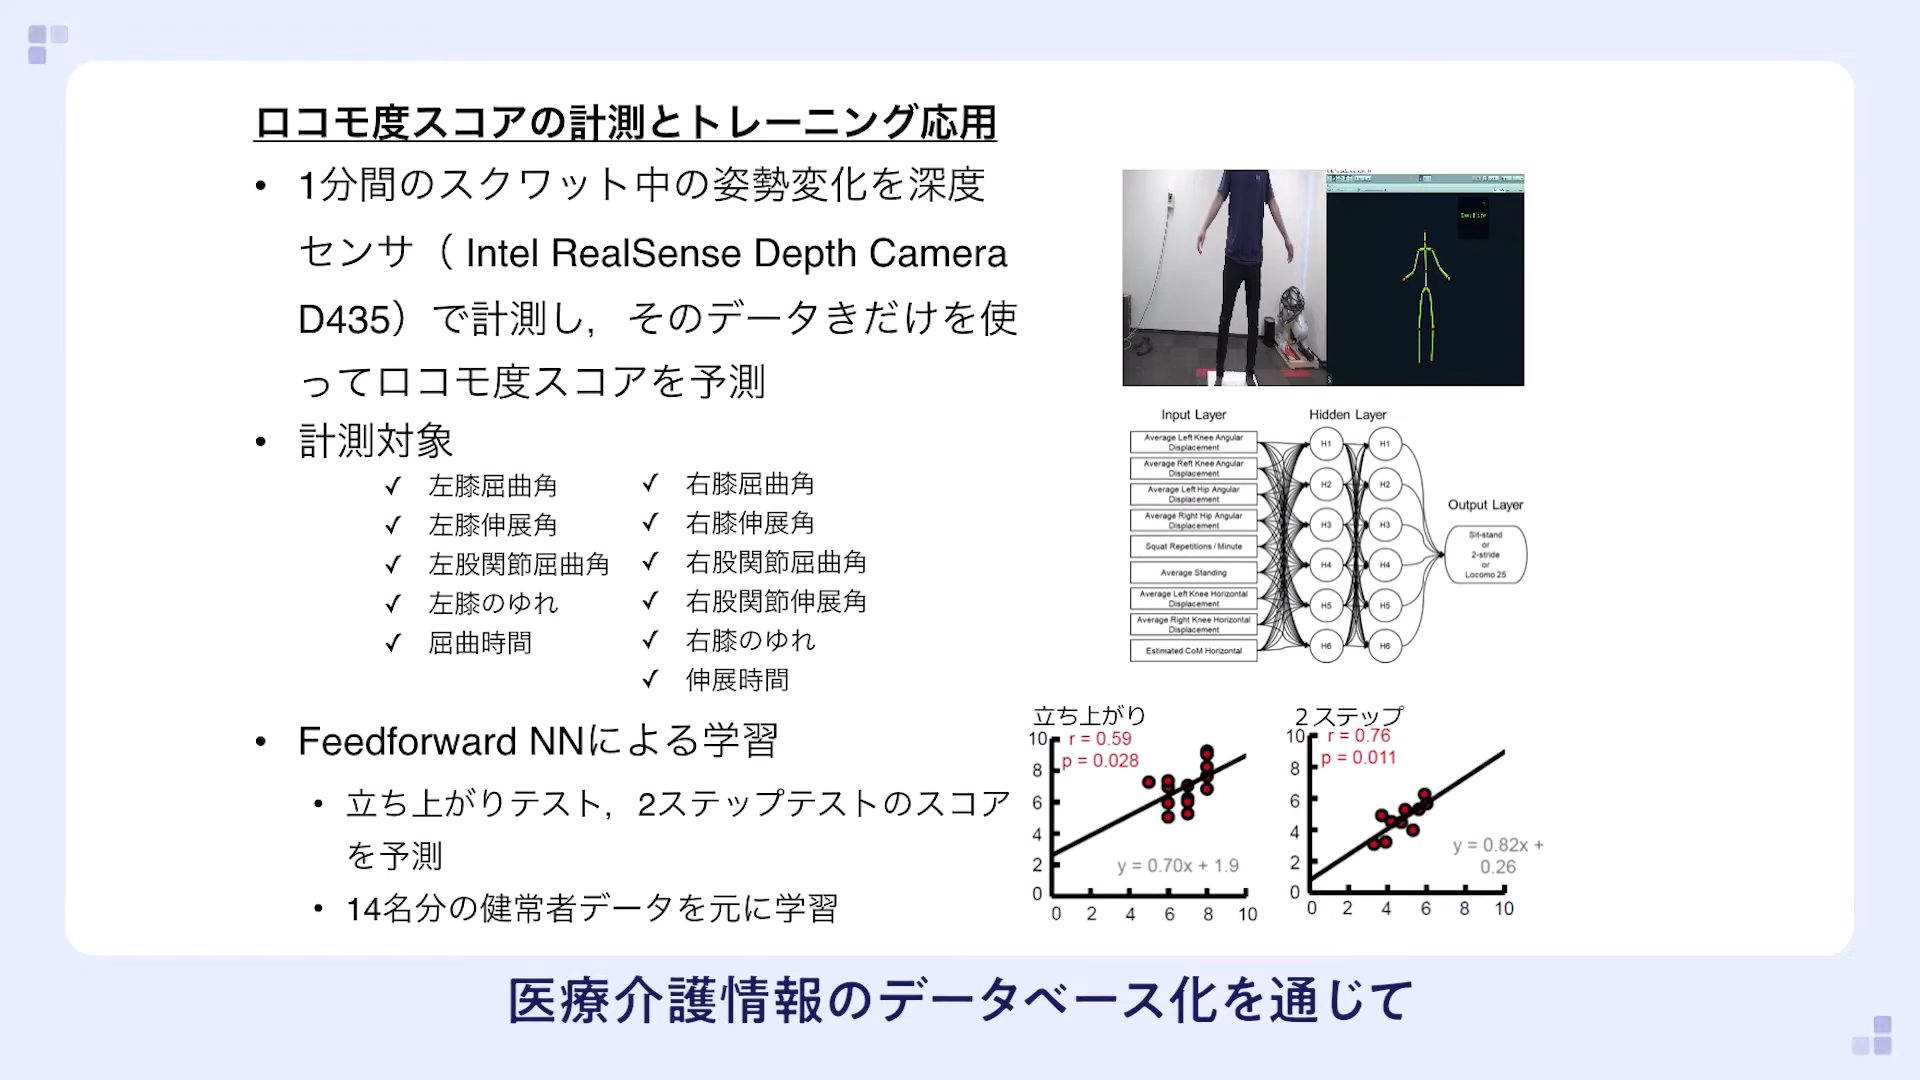 ロコモ度スコアの計測とトレーニング応用
• 1分間のスクワット中の姿勢変化を深度
センサ（ Intel RealSense Depth Camera
D435）で計測し，そのデータきだけを使
ってロコモ度スコアを予測
• 計測対象
✓ 左膝屈曲角
✓ 左膝伸展角
✓ 左股関節屈曲角
✓ 左膝のゆれ
✓ 屈曲時間
✓ 右膝屈曲角
✓ 右膝伸展角
✓ 右股関節屈曲角
✓ 右股関節伸展角
✓ 右膝のゆれ
✓ 伸展時間
• Feedforward NNによる学習
• 立ち上がりテスト，2ステップテストのスコア
を予測
• 14名分の健常者データを元に学習
Input Layer
Average Left Knee Angular
Displacement
Average Reft Knee Angular
Displacement
Average Left Hip Angular
Displacement
Average Right Hip Angular
Displacement
Squat Repetitions / Minute
Average Standing
Average Left Knee Horizontal
Displacement
Average Right Knee Horizontal
Displacement
Estimated CoM Horizontal
Hidden Layer
H1 H1
H2 H2
H3 H3
H4 H4
H5 H5
H6 H6
Output Layer
Sit-stand
or
2-stride
or
Locomo 25
立ち上がり
r = 0.59
p = 0.028
10
8
6
4
2
0
y = 0.70x + 1.9
0 2 4 6 8 10
2ステップ
r = 0.76
p = 0.011
10
8
6
4
2
0
y = 0.82x +
0.26
0 2 4 6 8 10
医療介護情報のデータベース化を通じて